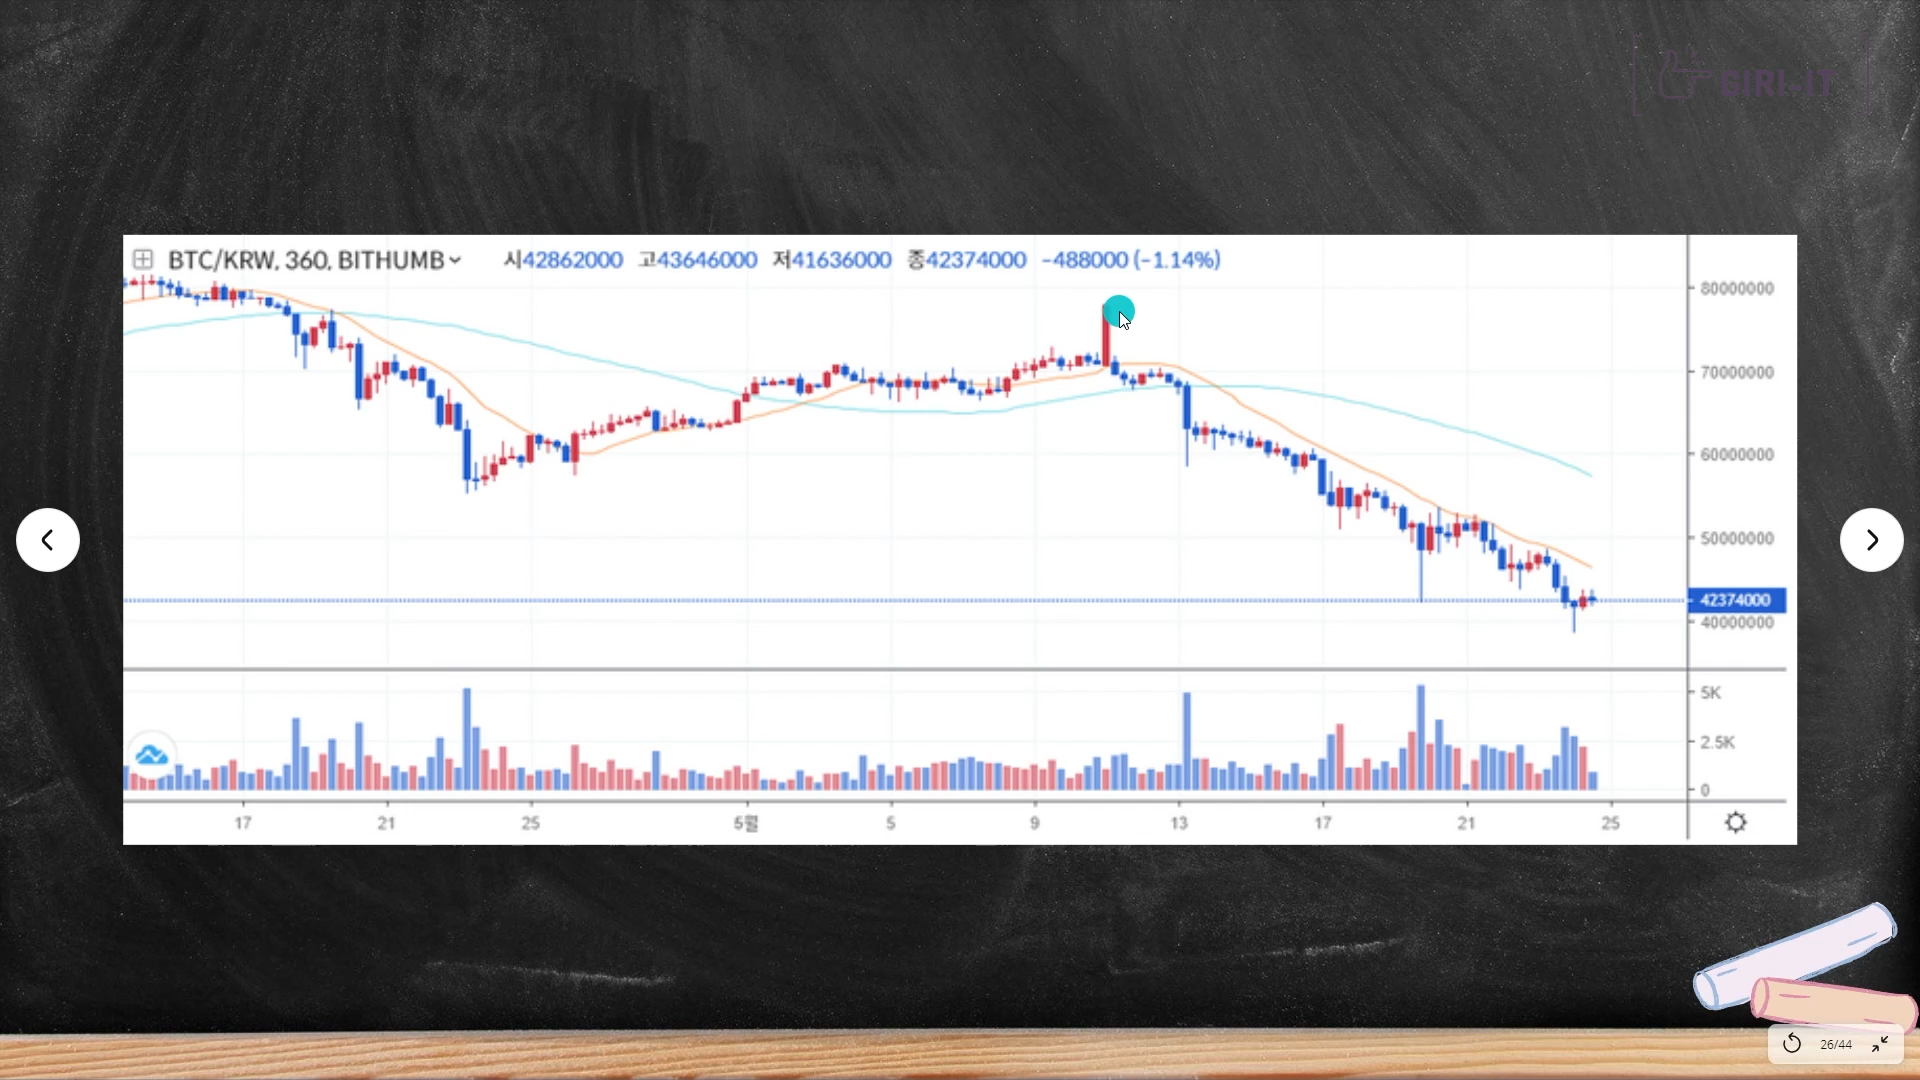 GIRL-IT
BTC/KRW, 360, BITHUMB 시42862000 고43646000 저41636000 종42374000 −488000 (−1.14%)
80000000
70000000
60000000
50000000
42374000
40000000
5K
2.5K
0
17 21 25 5월 5 9 13 17 21 25
26/44